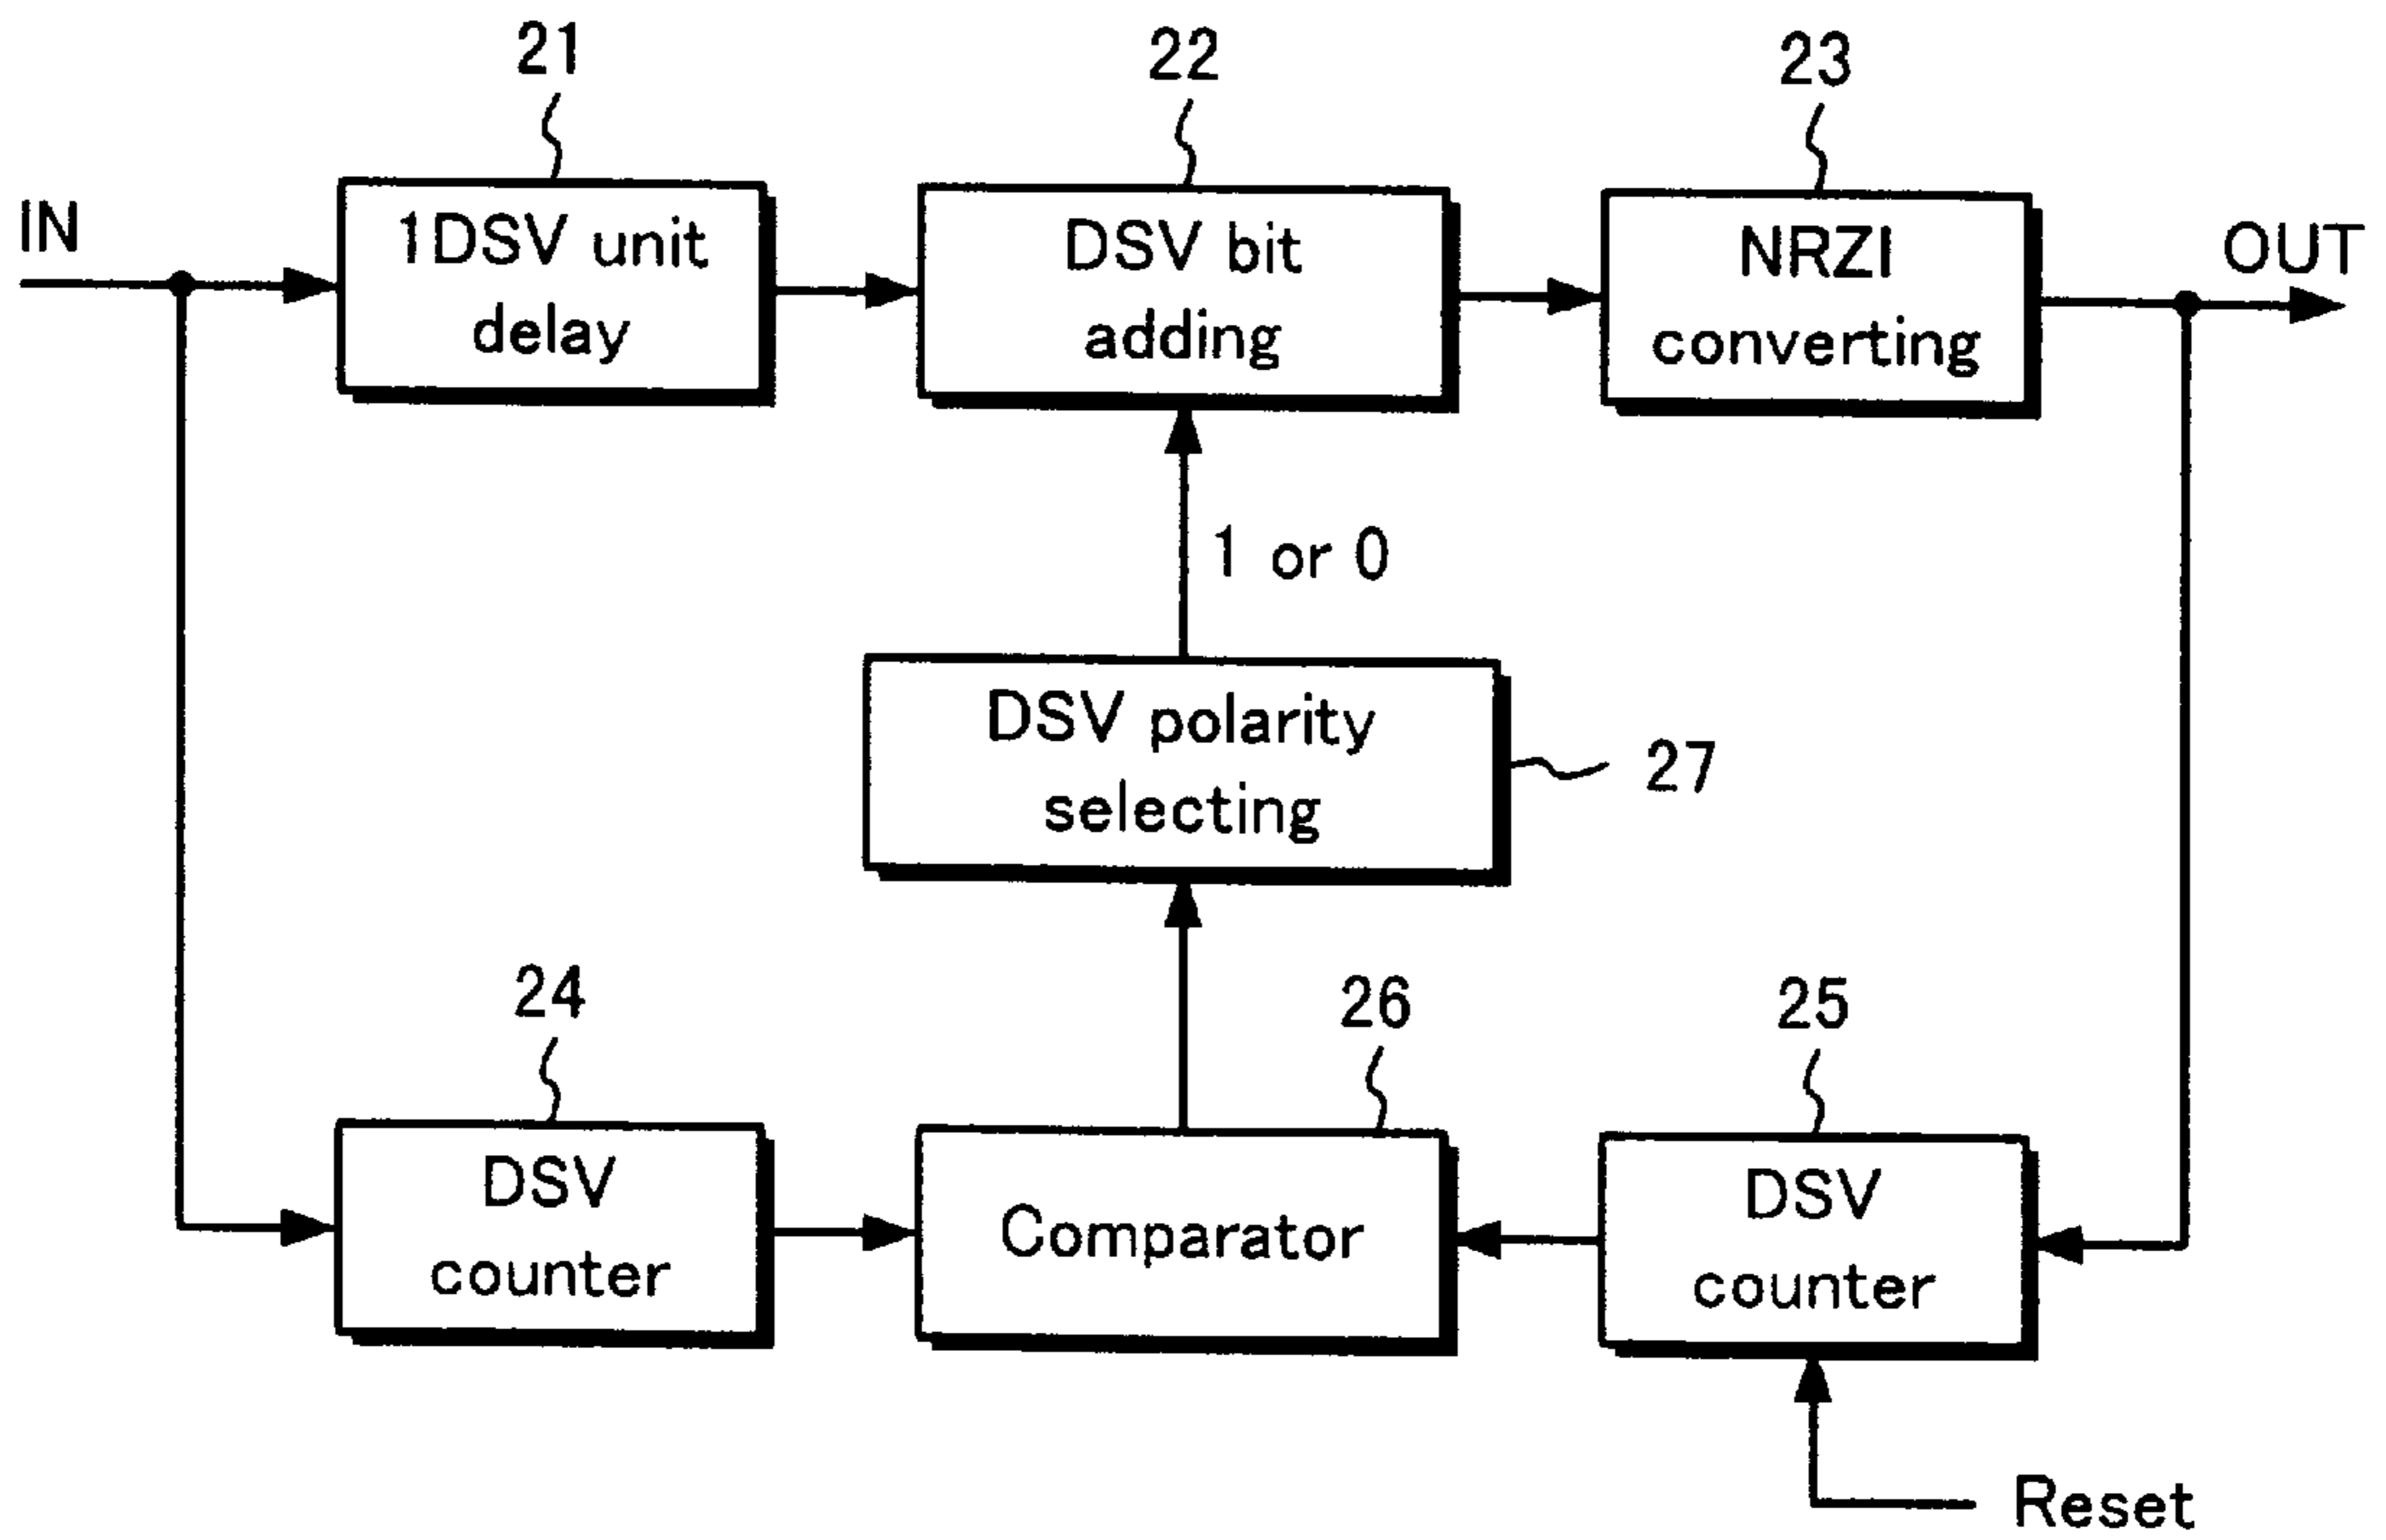 21
22
23
IN
1DSV unit
delay
DSV bit
adding
NRZI
converting
OUT
1 or 0
DSV polarity
selecting
27
24
26
25
DSV
counter
Comparator
DSV
counter
Reset